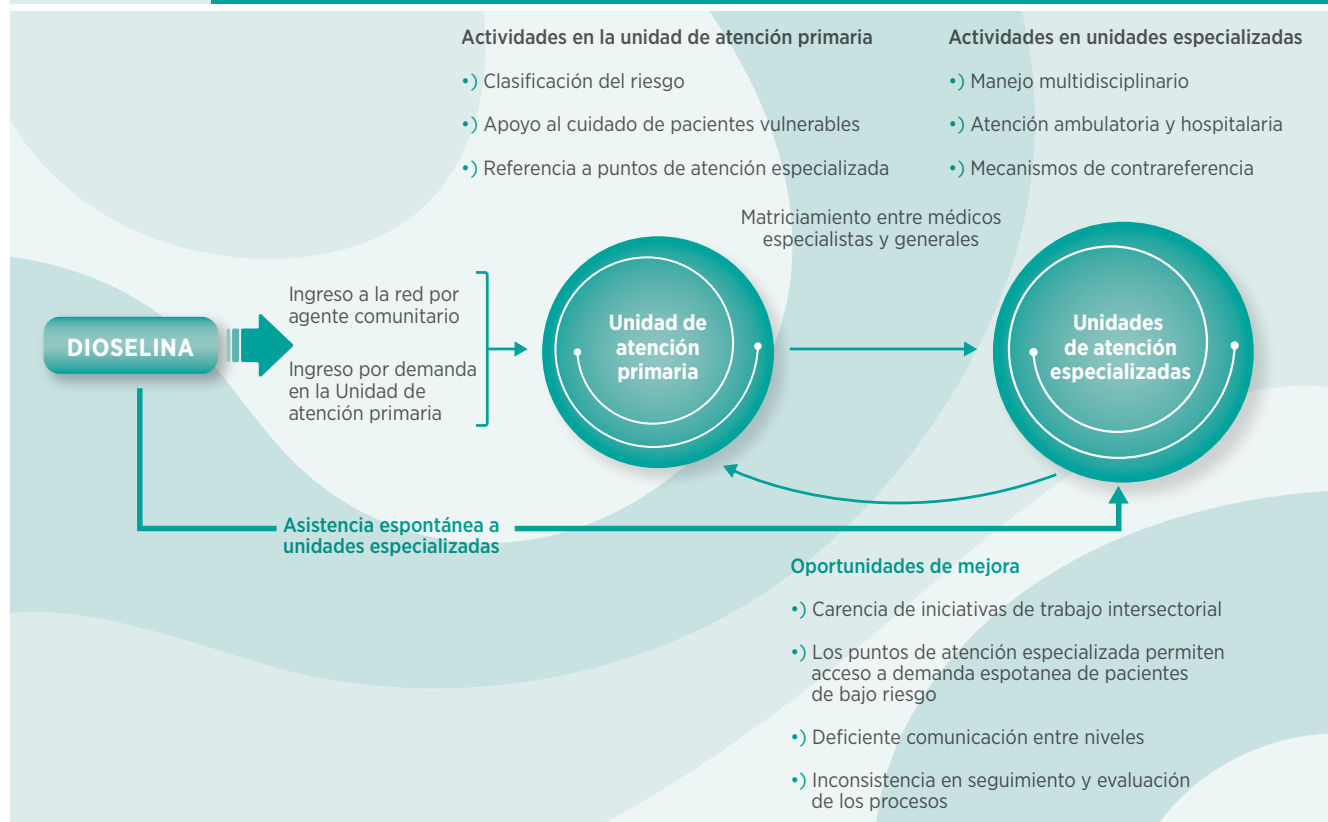 Actividades en la unidad de atención primaria
•) Clasificación del riesgo
•) Apoyo al cuidado de pacientes vulnerables
•) Referencia a puntos de atención especializada
Actividades en unidades especializadas
•) Manejo multidisciplinario
•) Atención ambulatoria y hospitalaria
•) Mecanismos de contrareferencia
Matriciamiento entre médicos
especialistas y generales
DIOSELINA
Ingreso a la red por
agente comunitario
Ingreso por demanda
en la Unidad de
atención primaria
Unidad de
atención
primaria
Unidades
de atención
especializadas
Asistencia espontánea a
unidades especializadas
Oportunidades de mejora
•) Carencia de iniciativas de trabajo intersectorial
•) Los puntos de atención especializada permiten
acceso a demanda espotanea de pacientes
de bajo riesgo
•) Deficiente comunicación entre niveles
•) Inconsistencia en seguimiento y evaluación
de los procesos